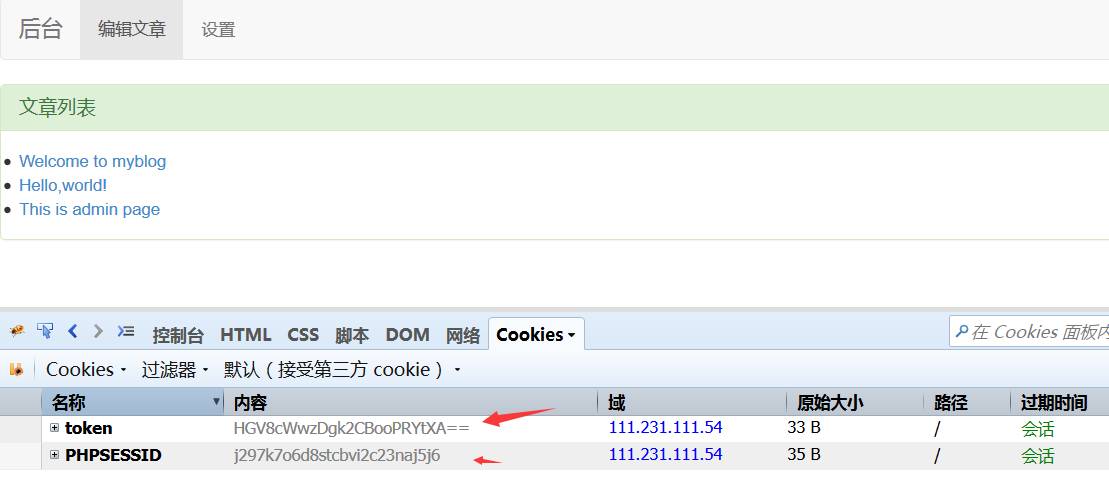 后台 编辑文章 设置
文章列表
Welcome to myblog
Hello,world!
This is admin page
控制台 HTML CSS 脚本 DOM 网络 Cookies 在 Cookies 面板内
Cookies 过滤器 默认（接受第三方 cookie）
名称 内容 域 原始大小 路径 过期时间
token HGV8cWwzDgk2CBooPRYtXA== 111.231.111.54 33 B / 会话
PHPSESSID j297k7o6d8stcbvi2c23naj5j6 111.231.111.54 35 B / 会话